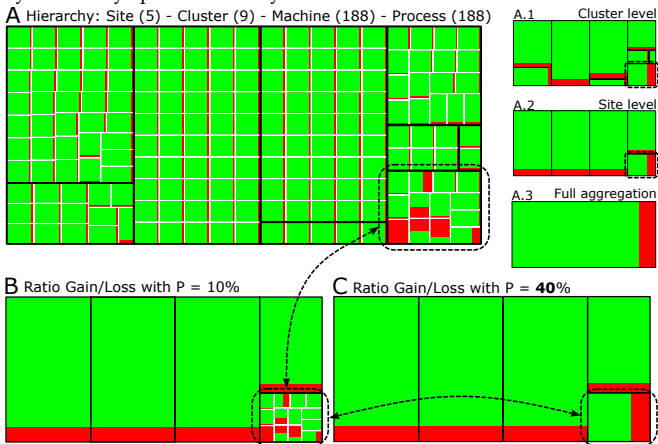 A Hierarchy: Site (5) - Cluster (9) - Machine (188) - Process (188)
A.1 Cluster level
A.2 Site level
A.3 Full aggregation
B Ratio Gain/Loss with P = 10%
C Ratio Gain/Loss with P = 40%